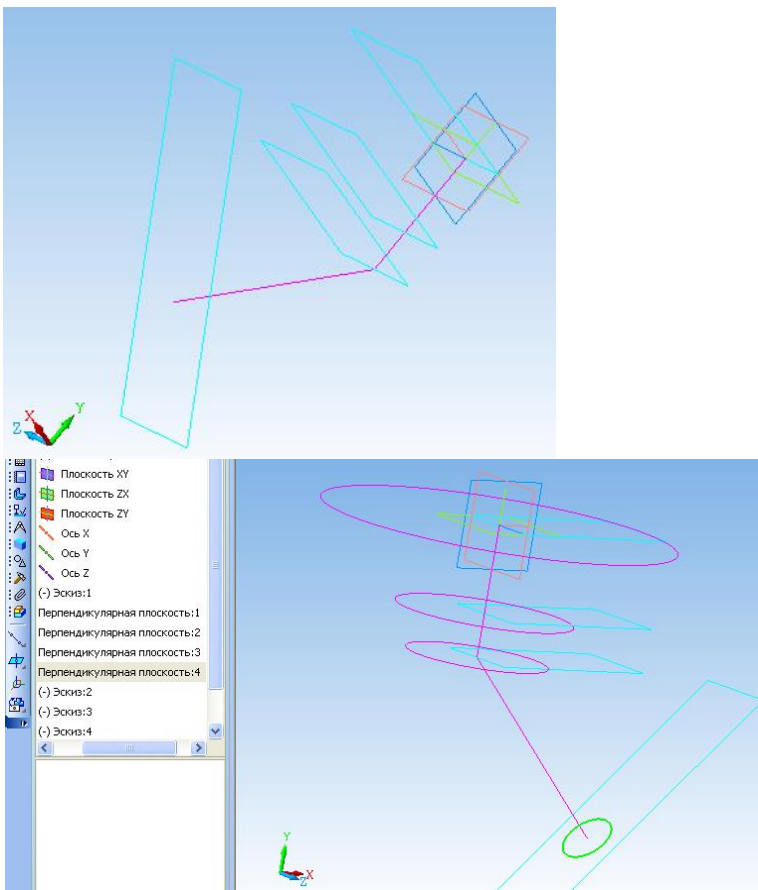 Y
X
Z
Плоскость XY
Плоскость ZX
Плоскость ZY
Ось X
Ось Y
Ось Z
(-) Эскиз:1
Перпендикулярная плоскость:1
Перпендикулярная плоскость:2
Перпендикулярная плоскость:3
Перпендикулярная плоскость:4
(-) Эскиз:2
(-) Эскиз:3
(-) Эскиз:4
Y
X
Z